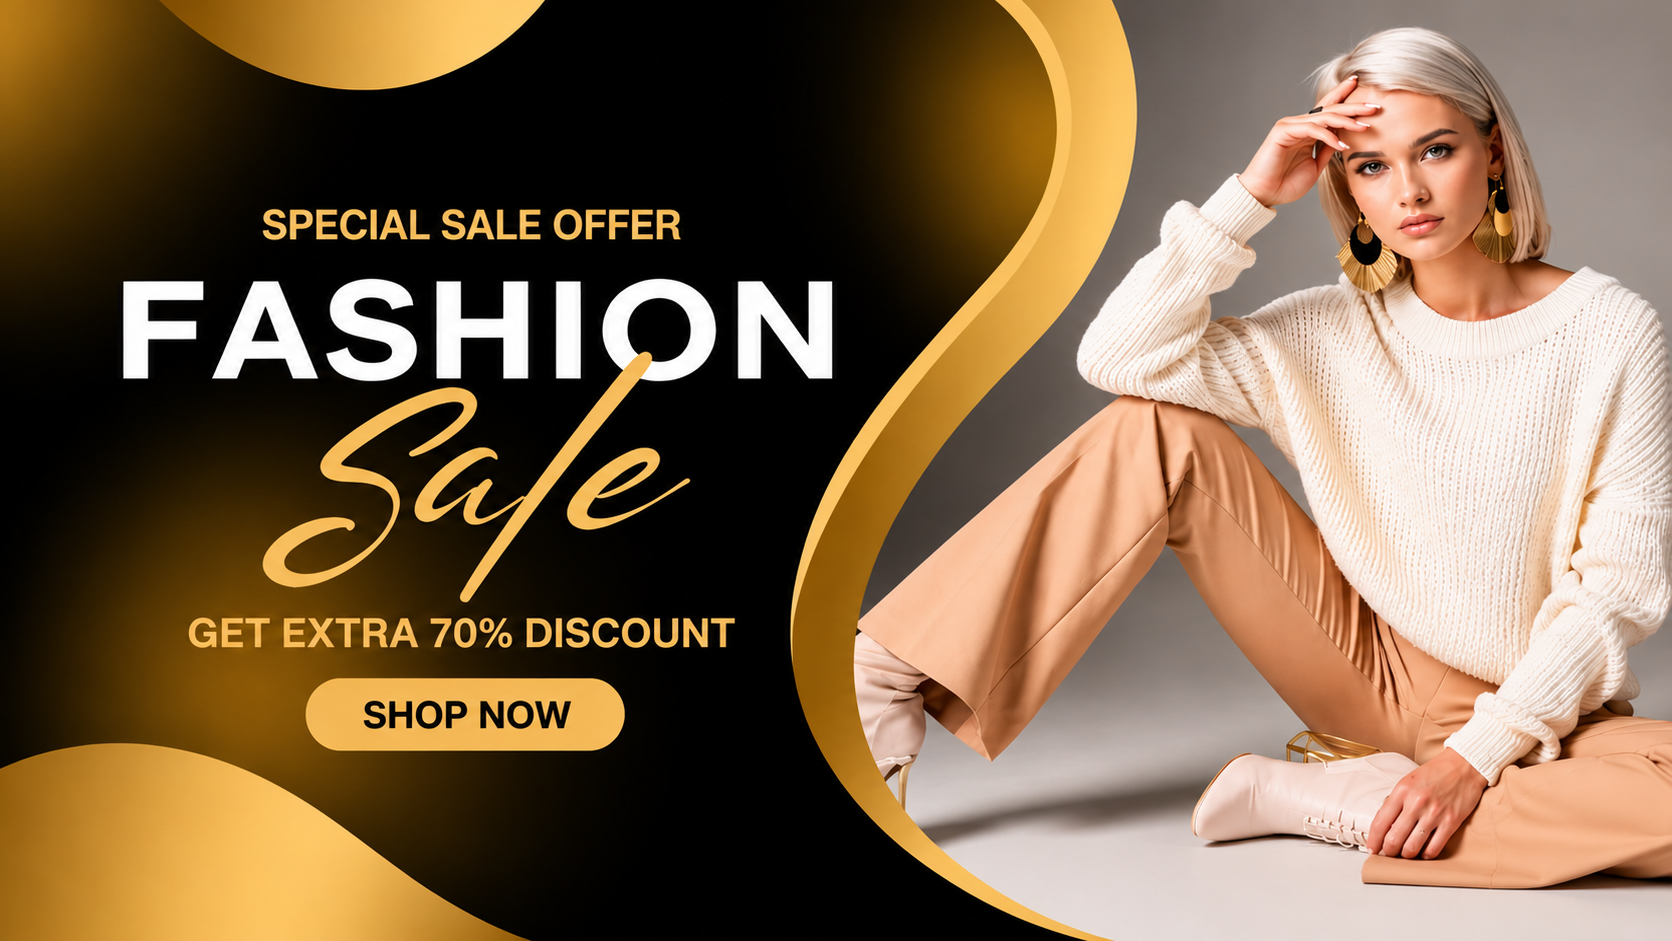 SPECIAL SALE OFFER
FASHION
Sale
GET EXTRA 70% DISCOUNT
SHOP NOW